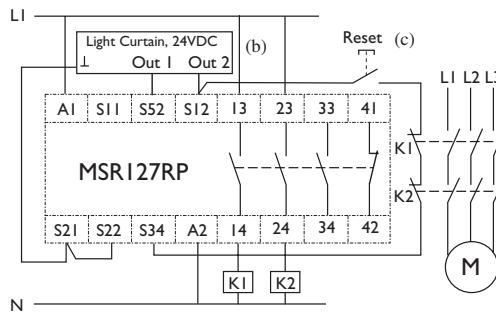 L1
Light Curtain, 24VDC
(b)
⊥ Out 1 Out 2
Reset
(c)
L1 L2 L3
A1 S11 S52 S12 13 23 33 41
K1
MSR127RP
K2
S21 S22 S34 A2 14 24 34 42
K1 K2
M
N